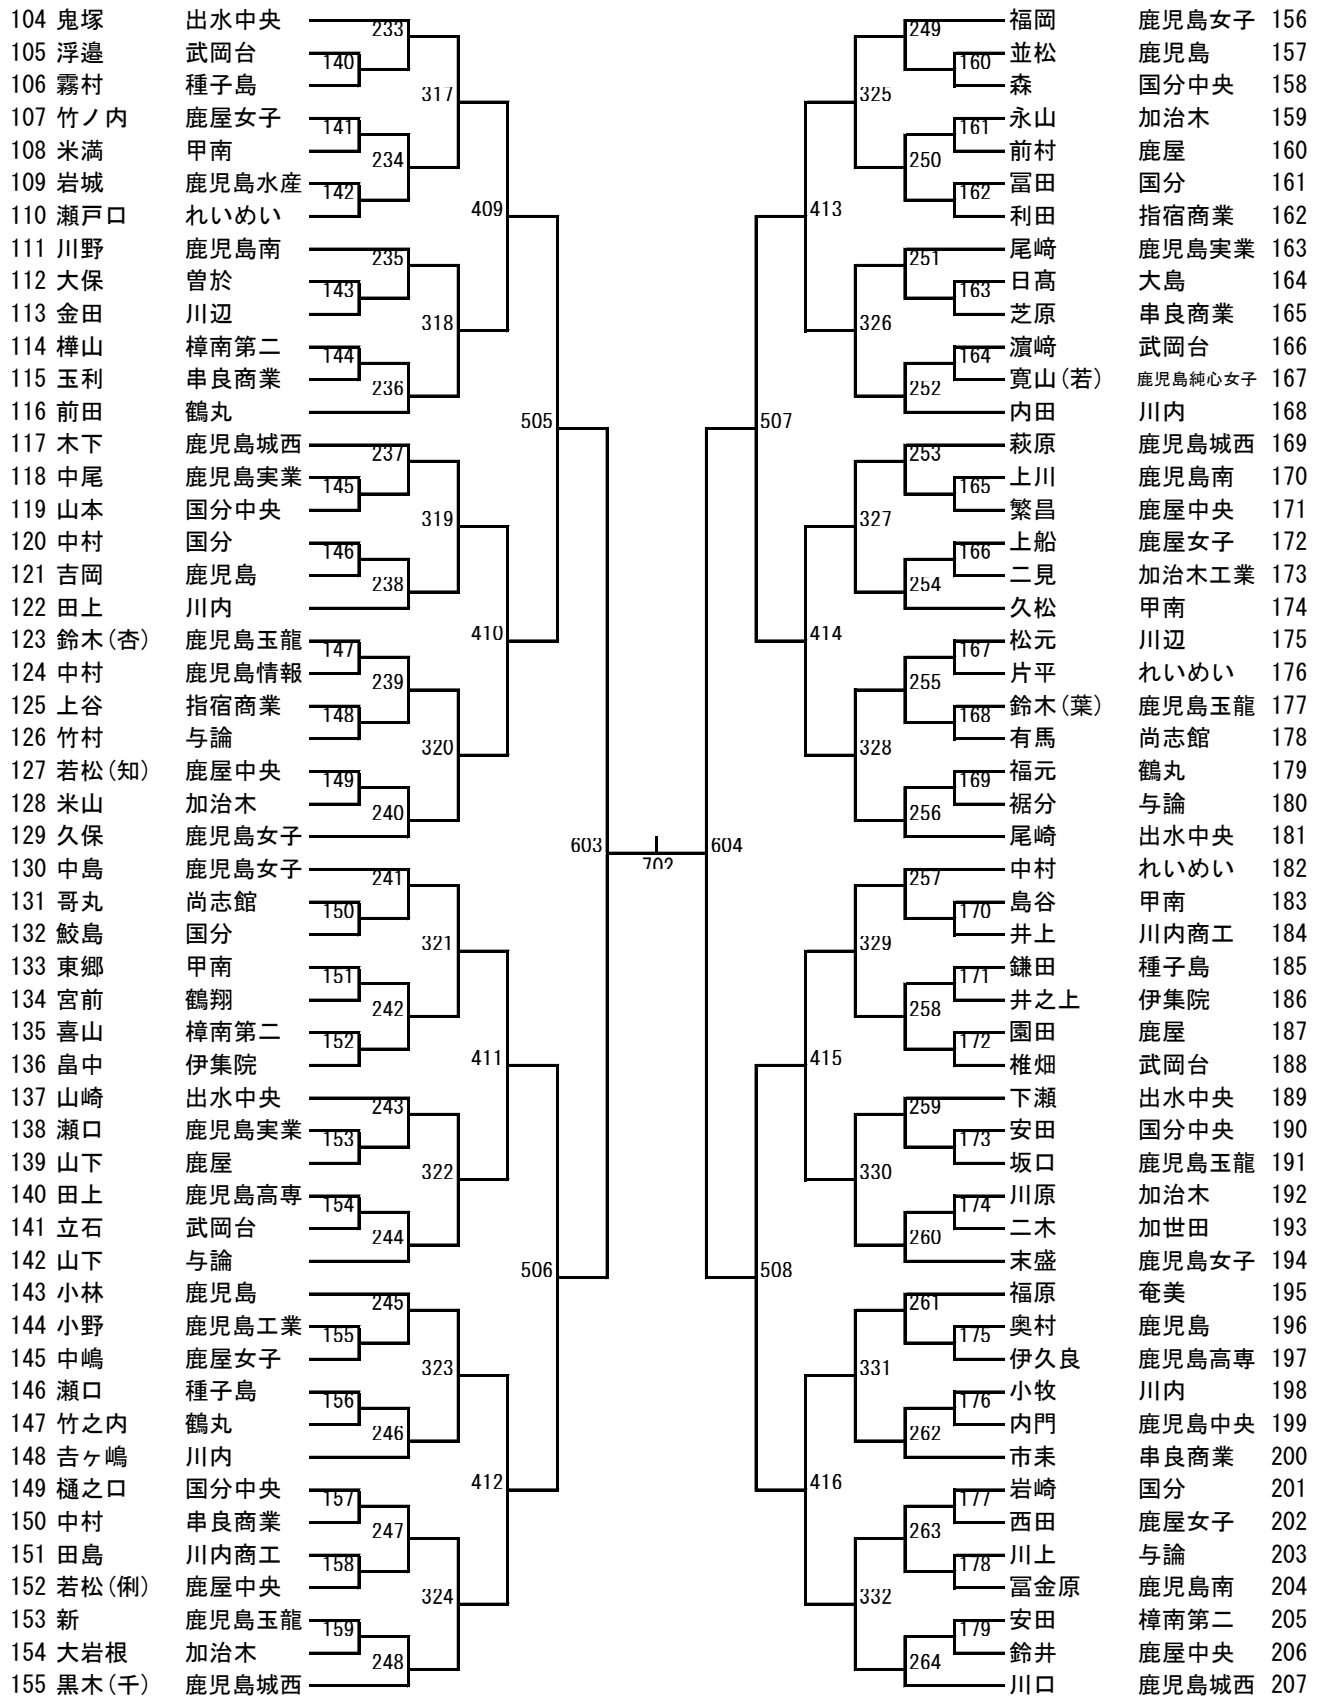 104 鬼塚 出水中央 福岡 鹿児島女子 156
233 249
105 浮邉 武岡台 並松 鹿児島 157
140 160
106 霧村 種子島 森 国分中央 158
317 325
107 竹ノ内 鹿屋女子 永山 加治木 159
141 161
108 米満 甲南 前村 鹿屋 160
234 250
109 岩城 鹿児島水産 冨田 国分 161
142 162
110 瀬戸口 れいめい 409 413 利田 指宿商業 162
111 川野 鹿児島南 尾﨑 鹿児島実業 163
235 251
112 大保 曽於 日髙 大島 164
143 163
113 金田 川辺 芝原 串良商業 165
318 326
114 樺山 樟南第二 濵﨑 武岡台 166
144 164
115 玉利 串良商業 寛山(若) 鹿児島純心女子 167
236 252
116 前田 鶴丸 内田 川内 168
505 507
117 木下 鹿児島城西 萩原 鹿児島城西 169
237 253
118 中尾 鹿児島実業 上川 鹿児島南 170
145 165
119 山本 国分中央 繁昌 鹿屋中央 171
319 327
120 中村 国分 上船 鹿屋女子 172
146 166
121 吉岡 鹿児島 二見 加治木工業 173
238 254
122 田上 川内 久松 甲南 174
410 414
123 鈴木(杏) 鹿児島玉龍 松元 川辺 175
147 167
124 中村 鹿児島情報 片平 れいめい 176
239 255
125 上谷 指宿商業 鈴木(葉) 鹿児島玉龍 177
148 168
126 竹村 与論 有馬 尚志館 178
320 328
127 若松(知) 鹿屋中央 福元 鶴丸 179
149 169
128 米山 加治木 裾分 与論 180
240 256
129 久保 鹿児島女子 尾崎 出水中央 181
603 604
702
130 中島 鹿児島女子 中村 れいめい 182
241 257
131 哥丸 尚志館 島谷 甲南 183
150 170
132 鮫島 国分 井上 川内商工 184
321 329
133 東郷 甲南 鎌田 種子島 185
151 171
134 宮前 鶴翔 井之上 伊集院 186
242 258
135 喜山 樟南第二 園田 鹿屋 187
152 172
136 畠中 伊集院 411 415 椎畑 武岡台 188
137 山崎 出水中央 下瀬 出水中央 189
243 259
138 瀬口 鹿児島実業 安田 国分中央 190
153 173
139 山下 鹿屋 坂口 鹿児島玉龍 191
322 330
140 田上 鹿児島高専 川原 加治木 192
154 174
141 立石 武岡台 二木 加世田 193
244 260
142 山下 与論 末盛 鹿児島女子 194
506 508
143 小林 鹿児島 福原 奄美 195
245 261
144 小野 鹿児島工業 奥村 鹿児島 196
155 175
145 中嶋 鹿屋女子 伊久良 鹿児島高専 197
323 331
146 瀬口 種子島 小牧 川内 198
156 176
147 竹之内 鶴丸 内門 鹿児島中央 199
246 262
148 𠮷ヶ嶋 川内 市耒 串良商業 200
412 416
149 樋之口 国分中央 岩崎 国分 201
157 177
150 中村 串良商業 西田 鹿屋女子 202
247 263
151 田島 川内商工 川上 与論 203
158 178
152 若松(俐) 鹿屋中央 冨金原 鹿児島南 204
324 332
153 新 鹿児島玉龍 安田 樟南第二 205
159 179
154 大岩根 加治木 鈴井 鹿屋中央 206
248 264
155 黒木(千) 鹿児島城西 川口 鹿児島城西 207